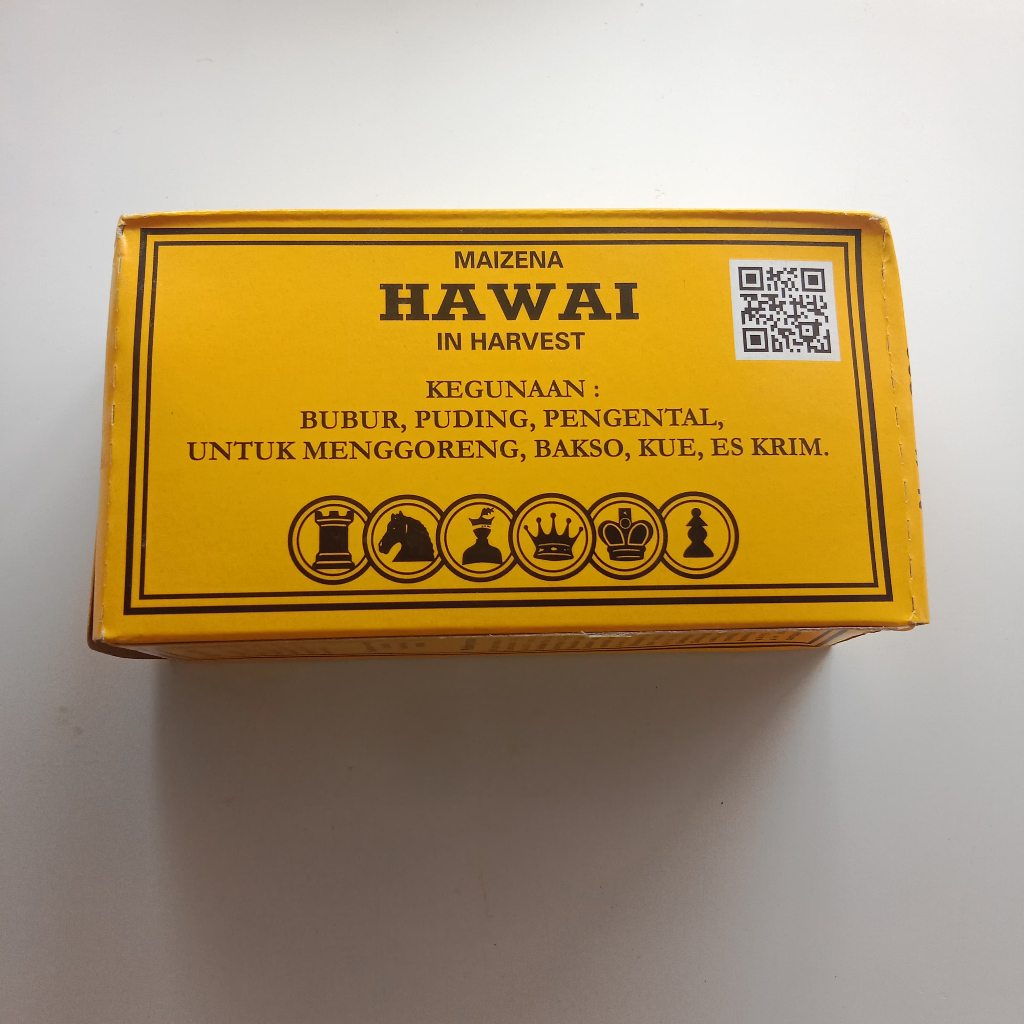 MAIZENA
HAWAI
IN HARVEST
KEGUNAAN :
BUBUR, PUDING, PENGENTAL,
UNTUK MENGGORENG, BAKSO, KUE, ES KRIM.